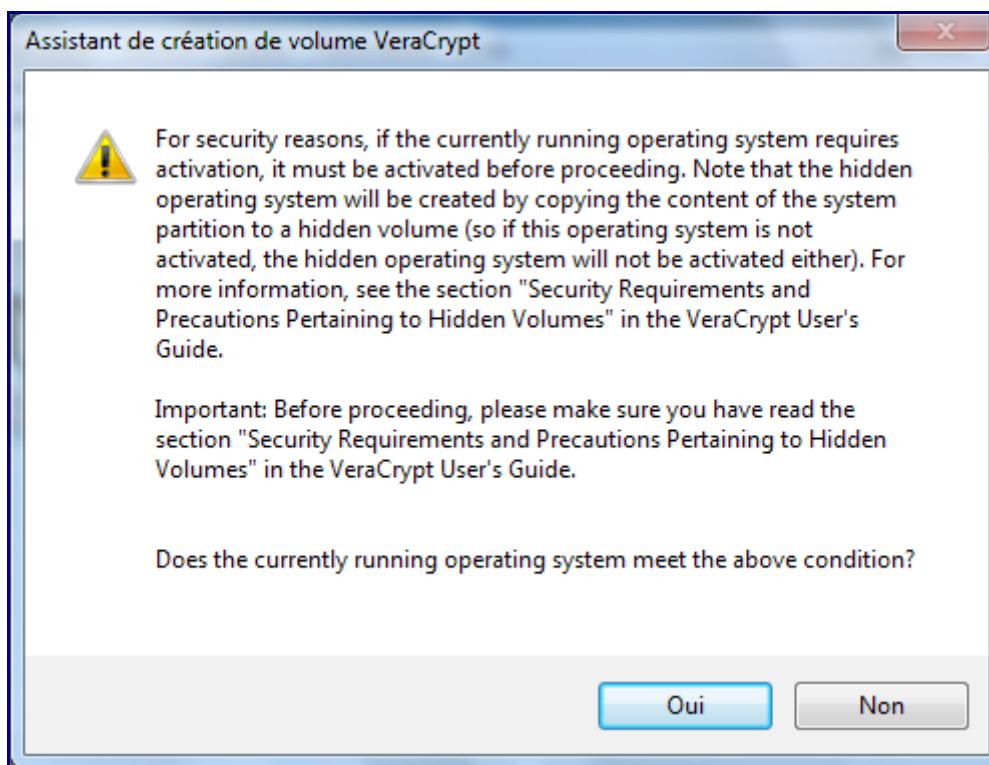 Assistant de création de volume VeraCrypt
For security reasons, if the currently running operating system requires
activation, it must be activated before proceeding. Note that the hidden
operating system will be created by copying the content of the system
partition to a hidden volume (so if this operating system is not
activated, the hidden operating system will not be activated either). For
more information, see the section "Security Requirements and
Precautions Pertaining to Hidden Volumes" in the VeraCrypt User's
Guide.
Important: Before proceeding, please make sure you have read the
section "Security Requirements and Precautions Pertaining to Hidden
Volumes" in the VeraCrypt User's Guide.
Does the currently running operating system meet the above condition?
Oui Non